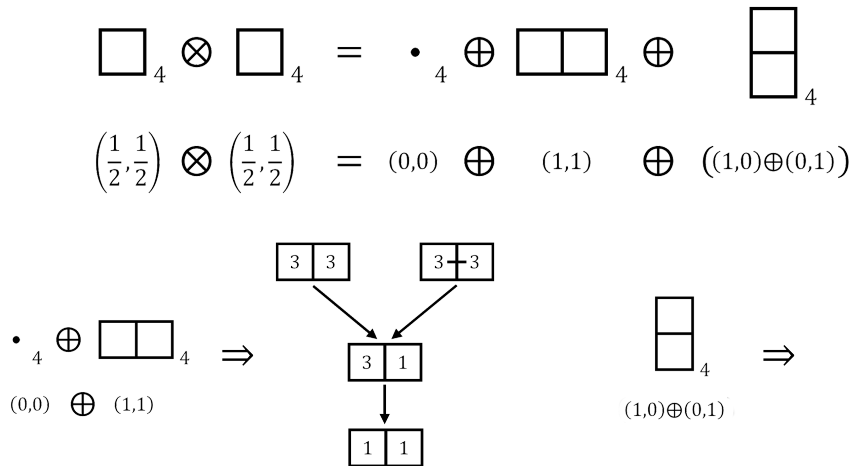 4 ⊗ 4 = • 4 ⊕ 4 ⊕ 4
(1/2, 1/2) ⊗ (1/2, 1/2) = (0,0) ⊕ (1,1) ⊕ ((1,0)⊕(0,1))
3 3 3 3
• 4 ⊕ 4 ⇒ 3 1 4 ⇒
(0,0) ⊕ (1,1) (1,0)⊕(0,1)
1 1